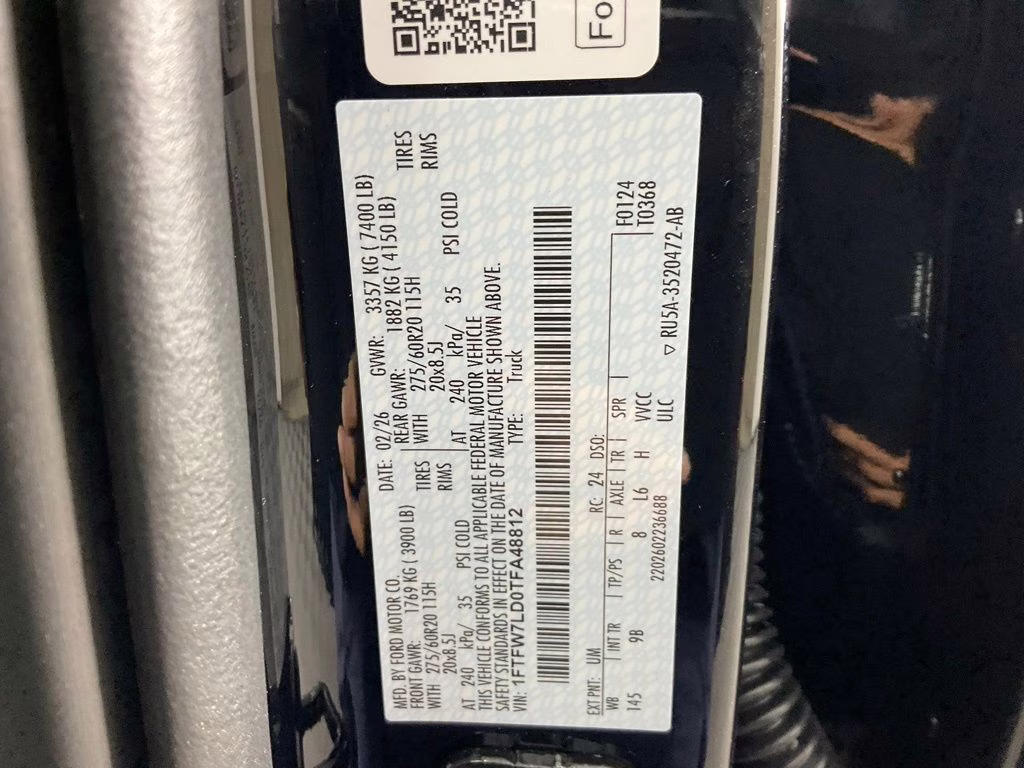 Fo
MFD. BY FORD MOTOR CO.
DATE: 02/26
GVWR: 3357 KG ( 7400 LB)
FRONT GAWR: 1769 KG ( 3900 LB)
REAR GAWR: 1882 KG ( 4150 LB)
WITH 275/60R20 115H TIRES
WITH 275/60R20 115H TIRES
20x8.5J RIMS
20x8.5J RIMS
AT 240 kPa/ 35 PSI COLD
AT 240 kPa/ 35 PSI COLD
THIS VEHICLE CONFORMS TO ALL APPLICABLE FEDERAL MOTOR VEHICLE
SAFETY STANDARDS IN EFFECT ON THE DATE OF MANUFACTURE SHOWN ABOVE.
VIN: 1FTFW7LD0TFA48812
TYPE: Truck
EXT PNT: UM RC: 24 DSO:
WB INT TR TP/PS R AXLE TR SPR F0124
145 9B 8 L6 H VVCC T0368
2202602236688 ULC ▽ RU5A-3520472-AB